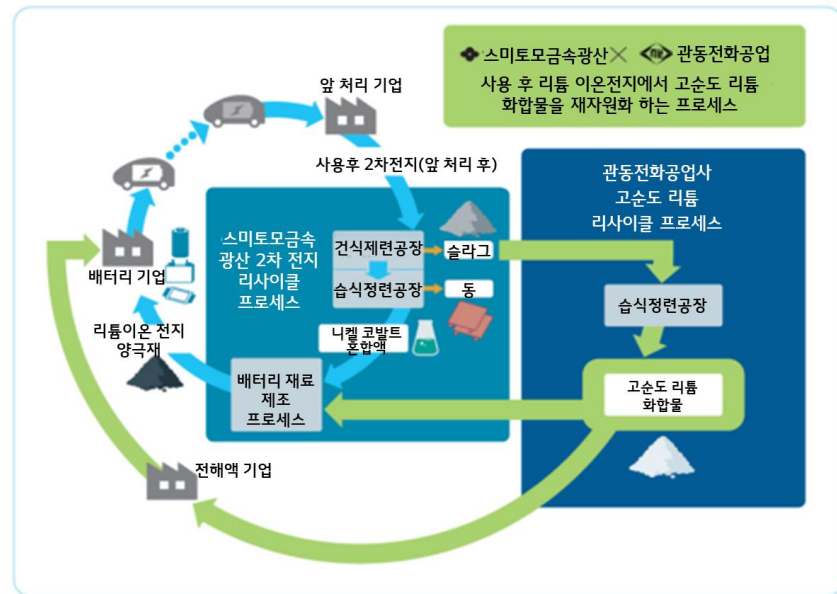 스미토모금속광산 × 관동전화공업
사용 후 리튬 이온전지에서 고순도 리튬
화합물을 재자원화 하는 프로세스
앞 처리 기업
사용후 2차전지(앞 처리 후)
관동전화공업사
고순도 리튬
리사이클 프로세스
스미토모금속
광산 2차 전지
리사이클
프로세스
건식제련공장
슬라그
습식정련공장
동
배터리 기업
습식정련공장
니켈 코발트
혼합액
리튬이온 전지
양극재
배터리 재료
제조
프로세스
고순도 리튬
화합물
전해액 기업